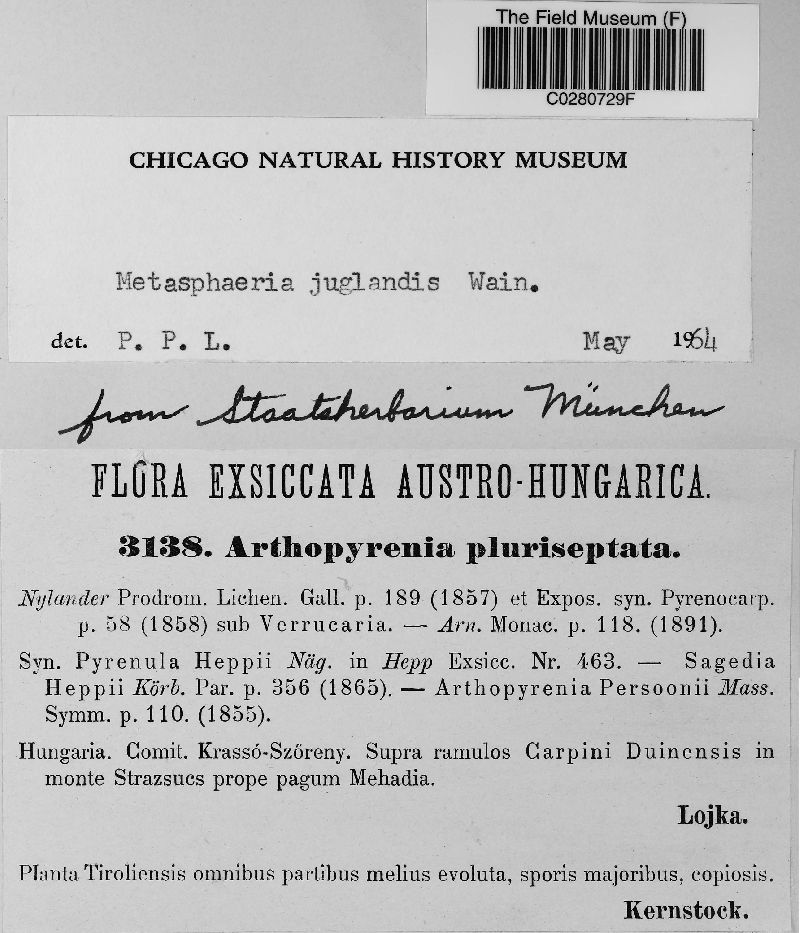 The Field Museum (F)
C0280729F
CHICAGO NATURAL HISTORY MUSEUM
Metasphaeria juglandis Wain.
det. P. P. L. May 1964
from Staatsherbarium München
FLORA EXSICCATA AUSTRO-HUNGARICA.
3138. Arthopyrenia pluriseptata.
Nylander Prodrom. Lichen. Gall. p. 189 (1857) et Expos. syn. Pyrenocarp.
p. 58 (1858) sub Verrucaria. — Arn. Monac. p. 118. (1891).
Syn. Pyrenula Heppii Näg. in Hepp Exsicc. Nr. 463. — Sagedia
Heppii Körb. Par. p. 356 (1865). — Arthopyrenia Persoonii Mass.
Symm. p. 110. (1855).
Hungaria. Comit. Krassó-Szőreny. Supra ramulos Carpini Duinensis in
monte Strazsucs prope pagum Mehadia.
Lojka.
Planta Tiroliensis omnibus partibus melius evoluta, sporis majoribus, copiosis.
Kernstock.